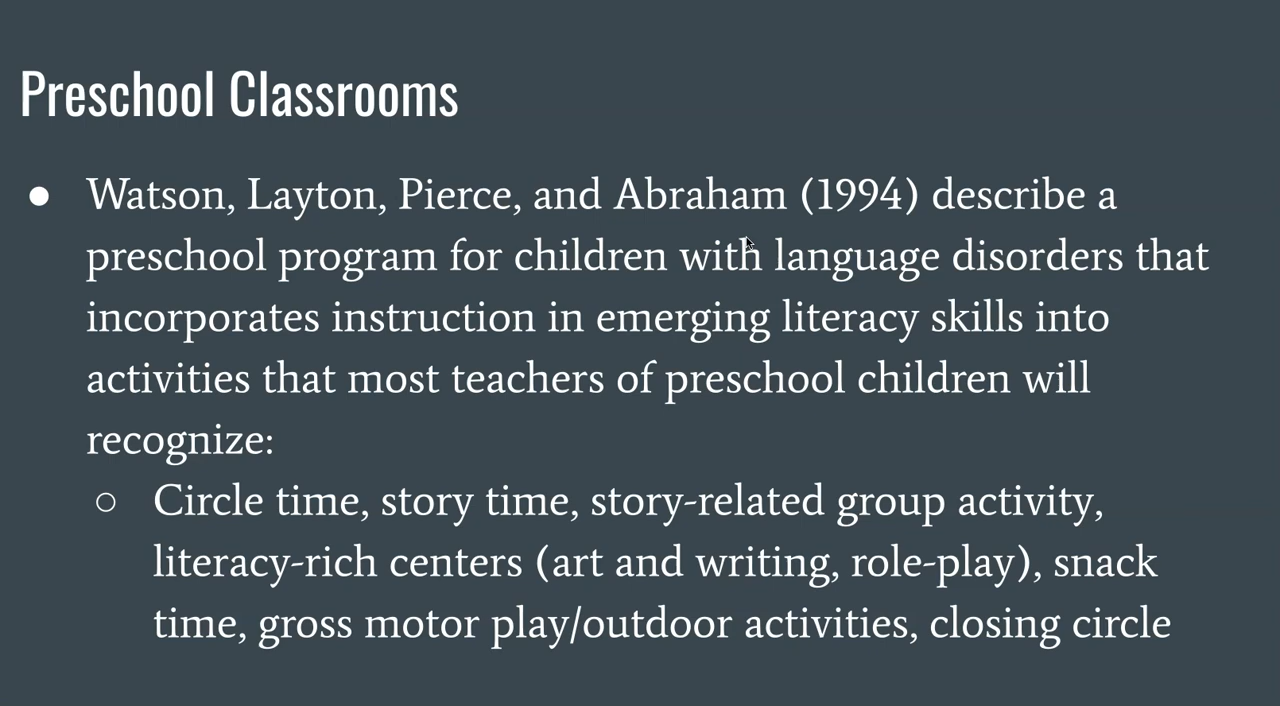 Preschool Classrooms
● Watson, Layton, Pierce, and Abraham (1994) describe a
preschool program for children with language disorders that
incorporates instruction in emerging literacy skills into
activities that most teachers of preschool children will
recognize:
○ Circle time, story time, story-related group activity,
literacy-rich centers (art and writing, role-play), snack
time, gross motor play/outdoor activities, closing circle